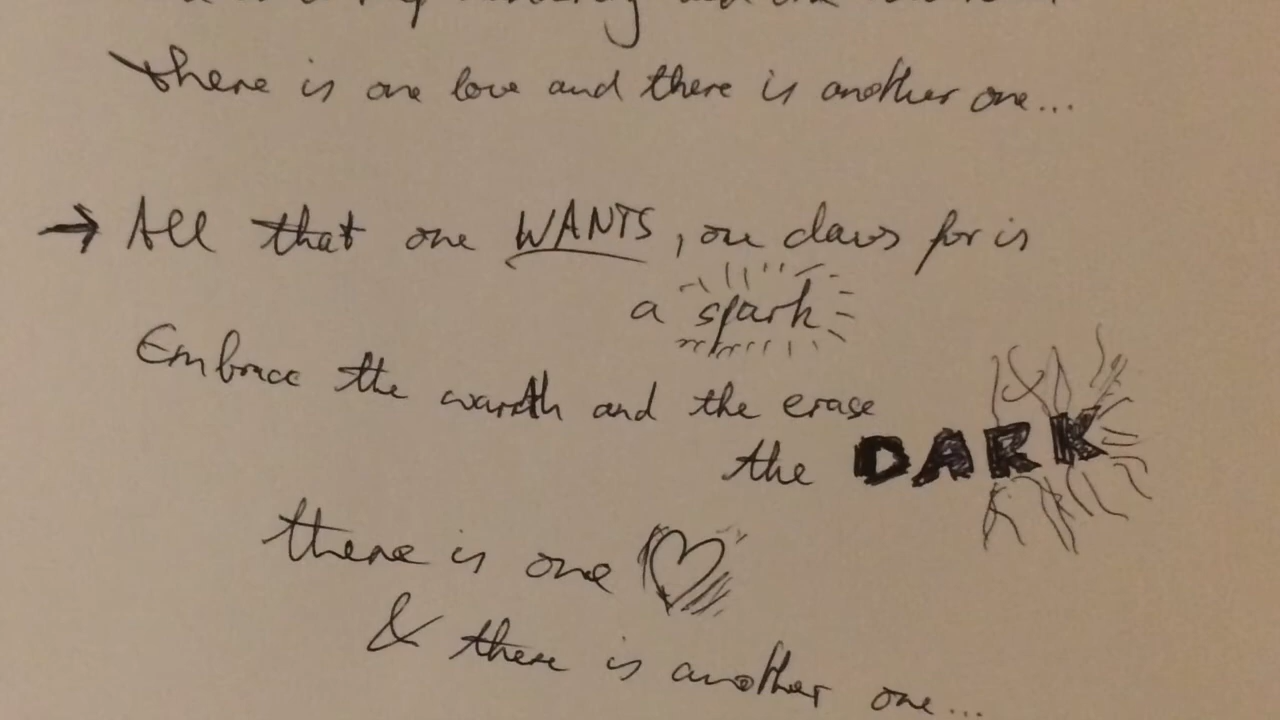 there is one love and there is another one...
→ All that one WANTS, one claws for is
a spark
Embrace the warmth and the erase
the DARK
there is one ♡
& there is another one...